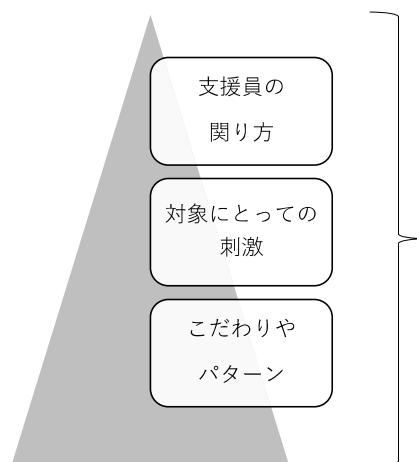 支援員の
関り方
対象にとっての
刺激
こだわりや
パターン